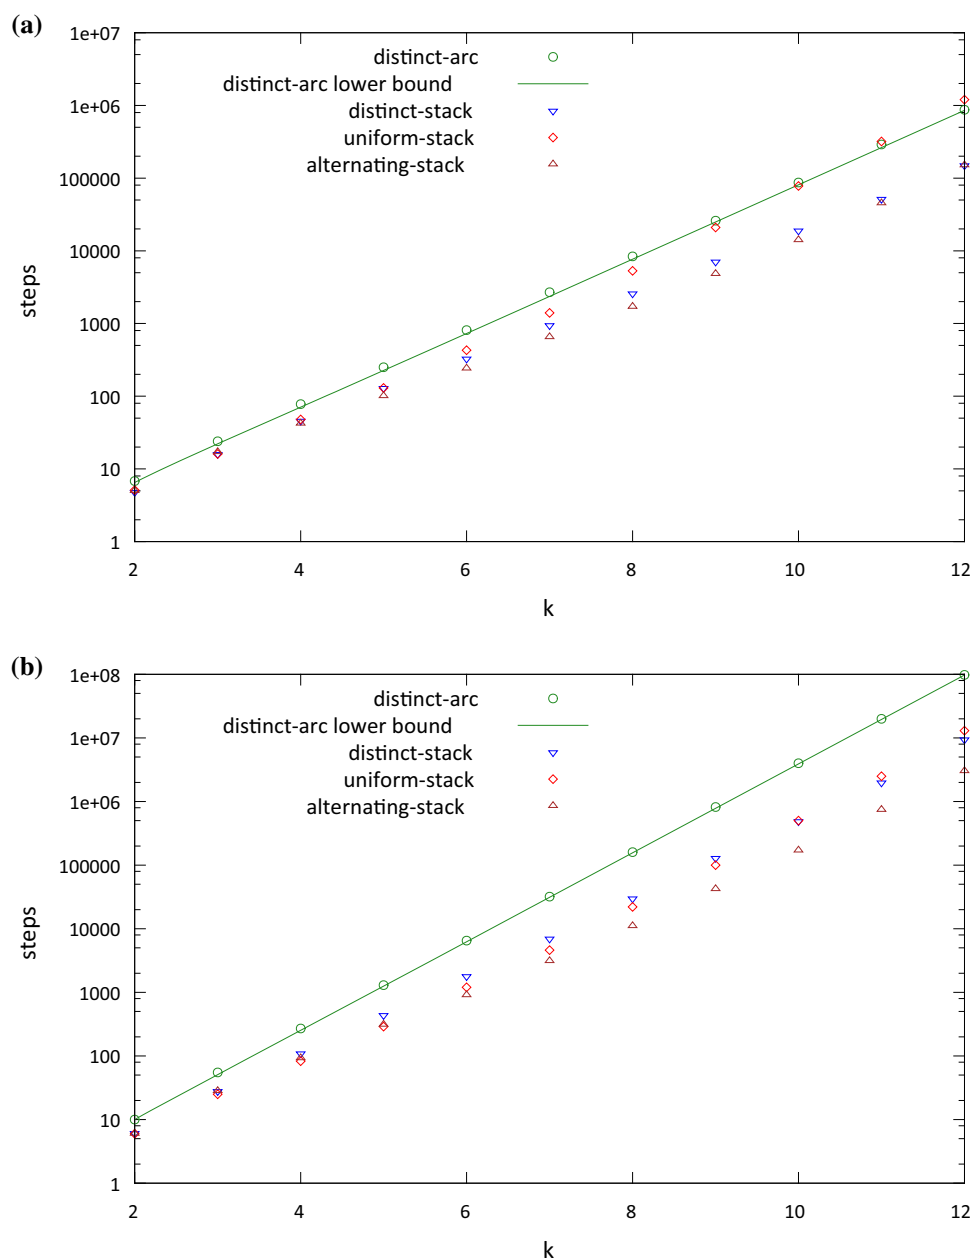 (a)
1e+07
1e+06
100000
10000
1000
100
10
1
steps
distinct-arc
distinct-arc lower bound
distinct-stack
uniform-stack
alternating-stack
2 4 6 8 10 12
k
(b)
1e+08
1e+07
1e+06
100000
10000
1000
100
10
1
steps
distinct-arc
distinct-arc lower bound
distinct-stack
uniform-stack
alternating-stack
2 4 6 8 10 12
k